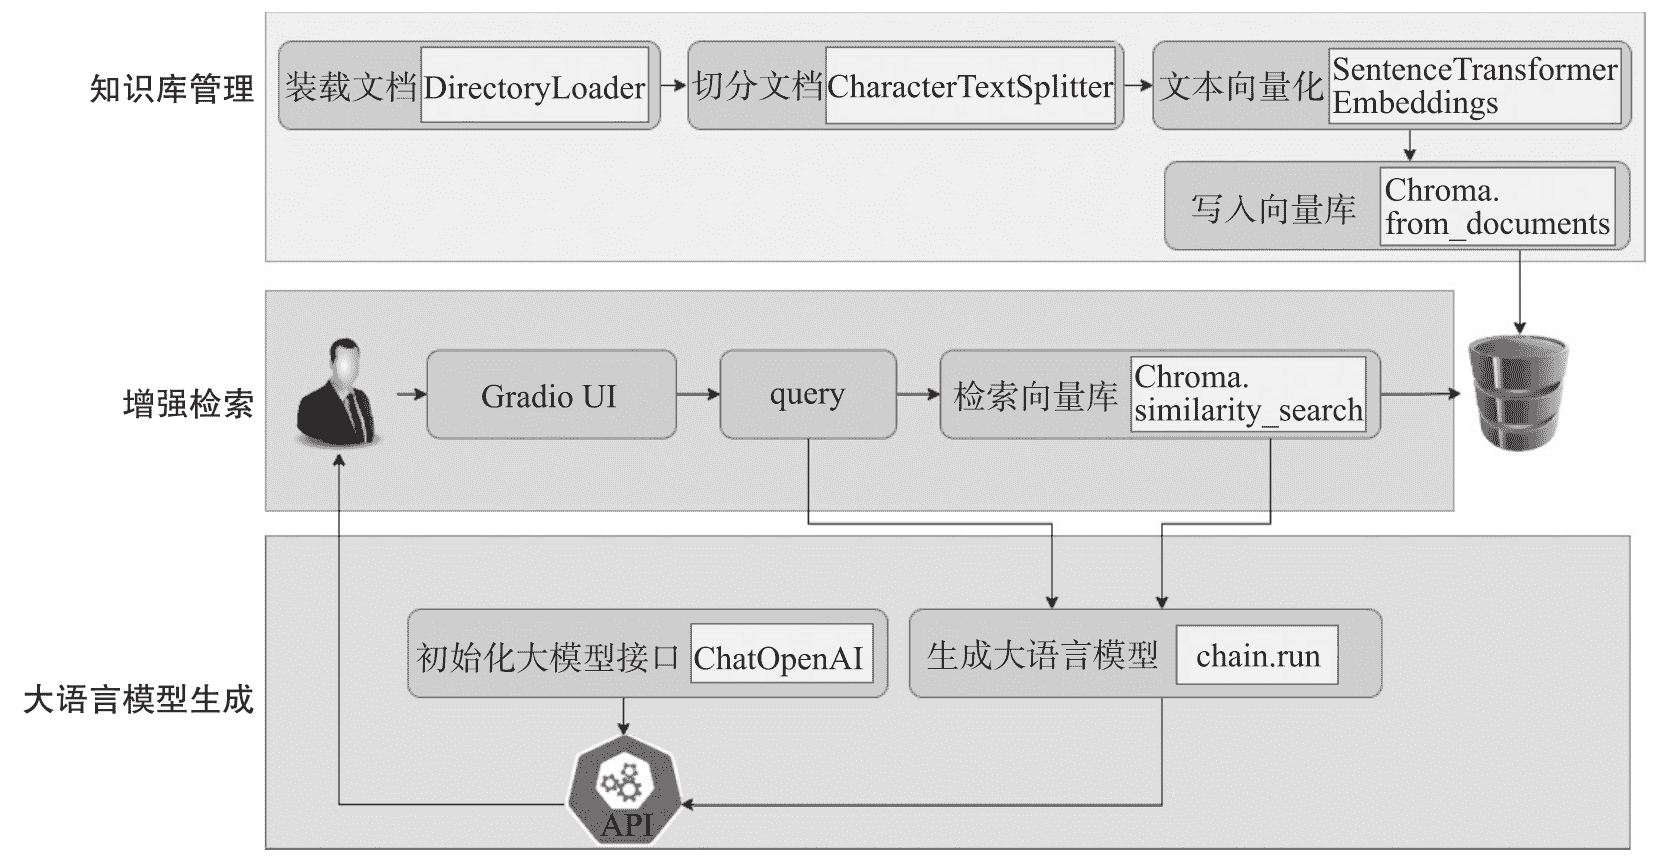 知识库管理
装载文档 DirectoryLoader
切分文档 CharacterTextSplitter
文本向量化 SentenceTransformer
Embeddings
写入向量库 Chroma.
from_documents
增强检索
Gradio UI
query
检索向量库 Chroma.
similarity_search
大语言模型生成
初始化大模型接口 ChatOpenAI
生成大语言模型 chain.run
API